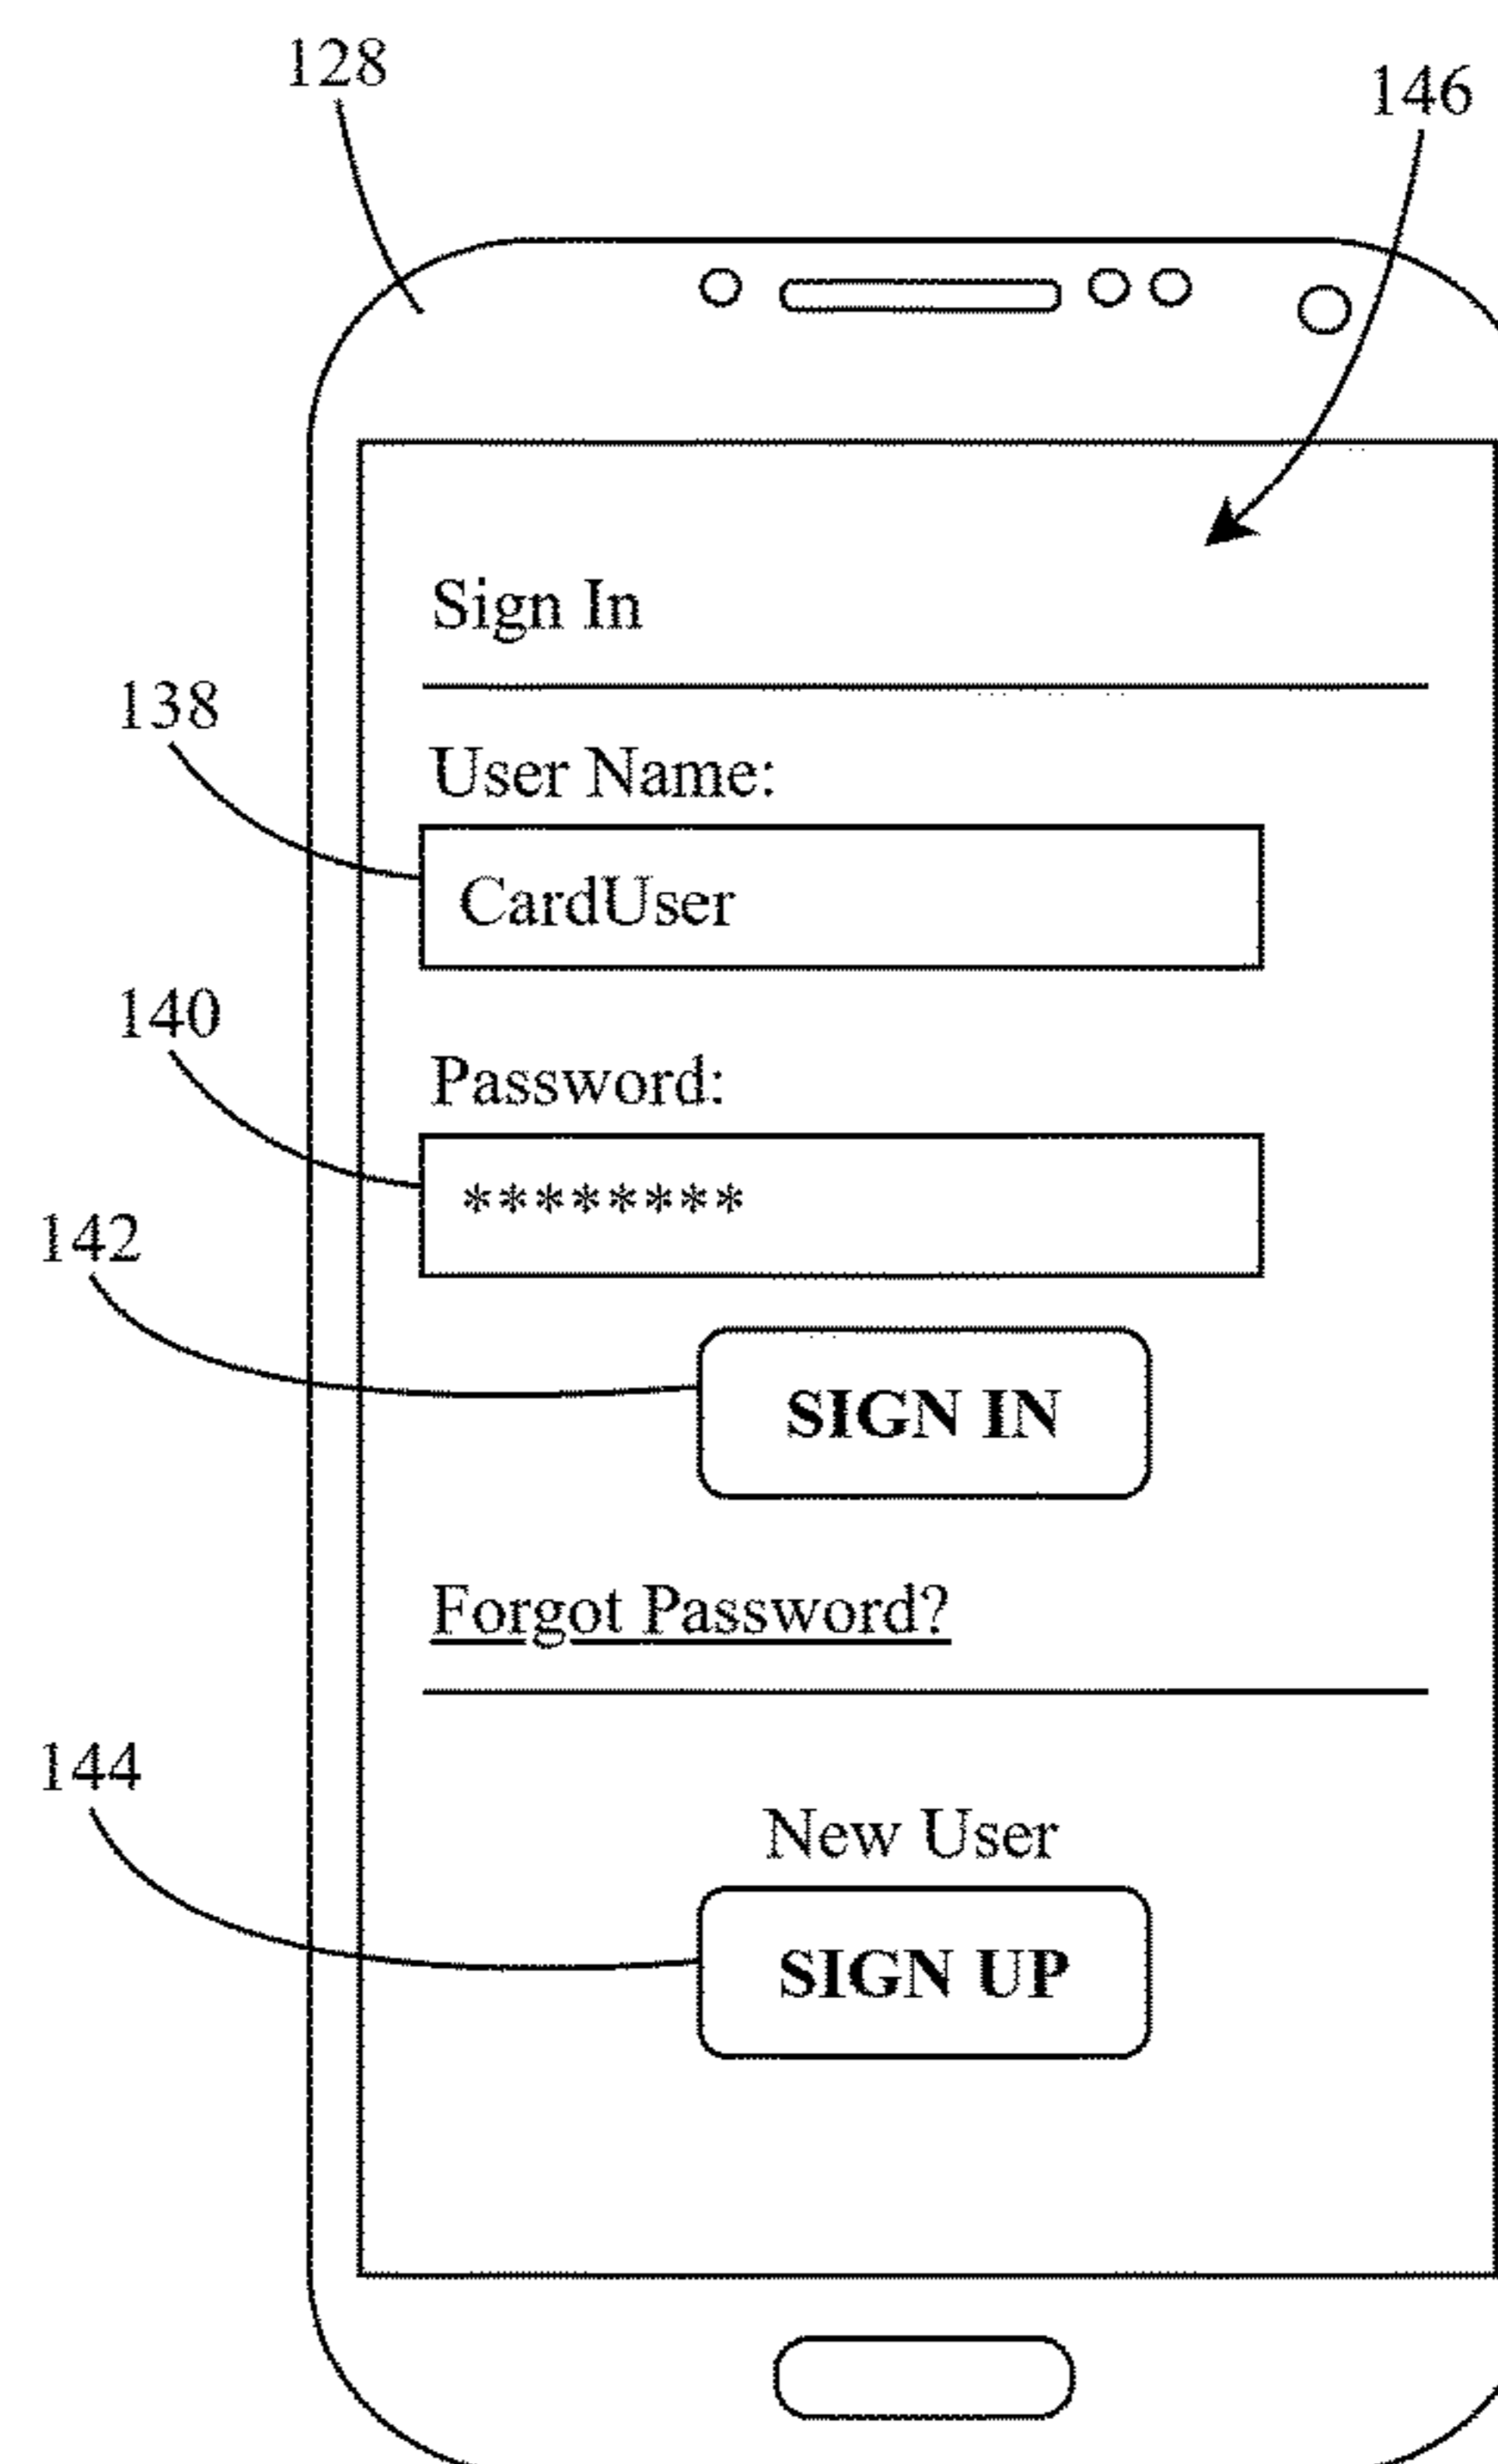 128
146
Sign In
138
User Name:
CardUser
140
Password:
********
142
SIGN IN
Forgot Password?
144
New User
SIGN UP